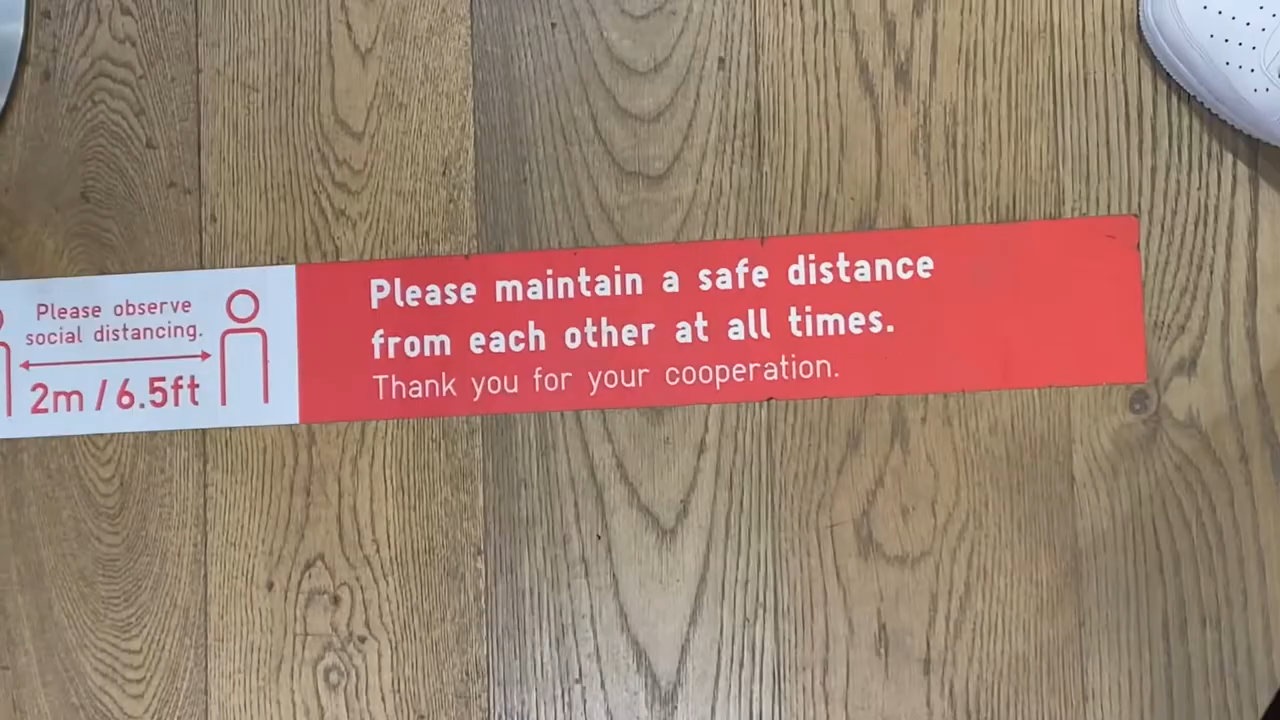 Please observe
social distancing.
2m / 6.5ft
Please maintain a safe distance
from each other at all times.
Thank you for your cooperation.